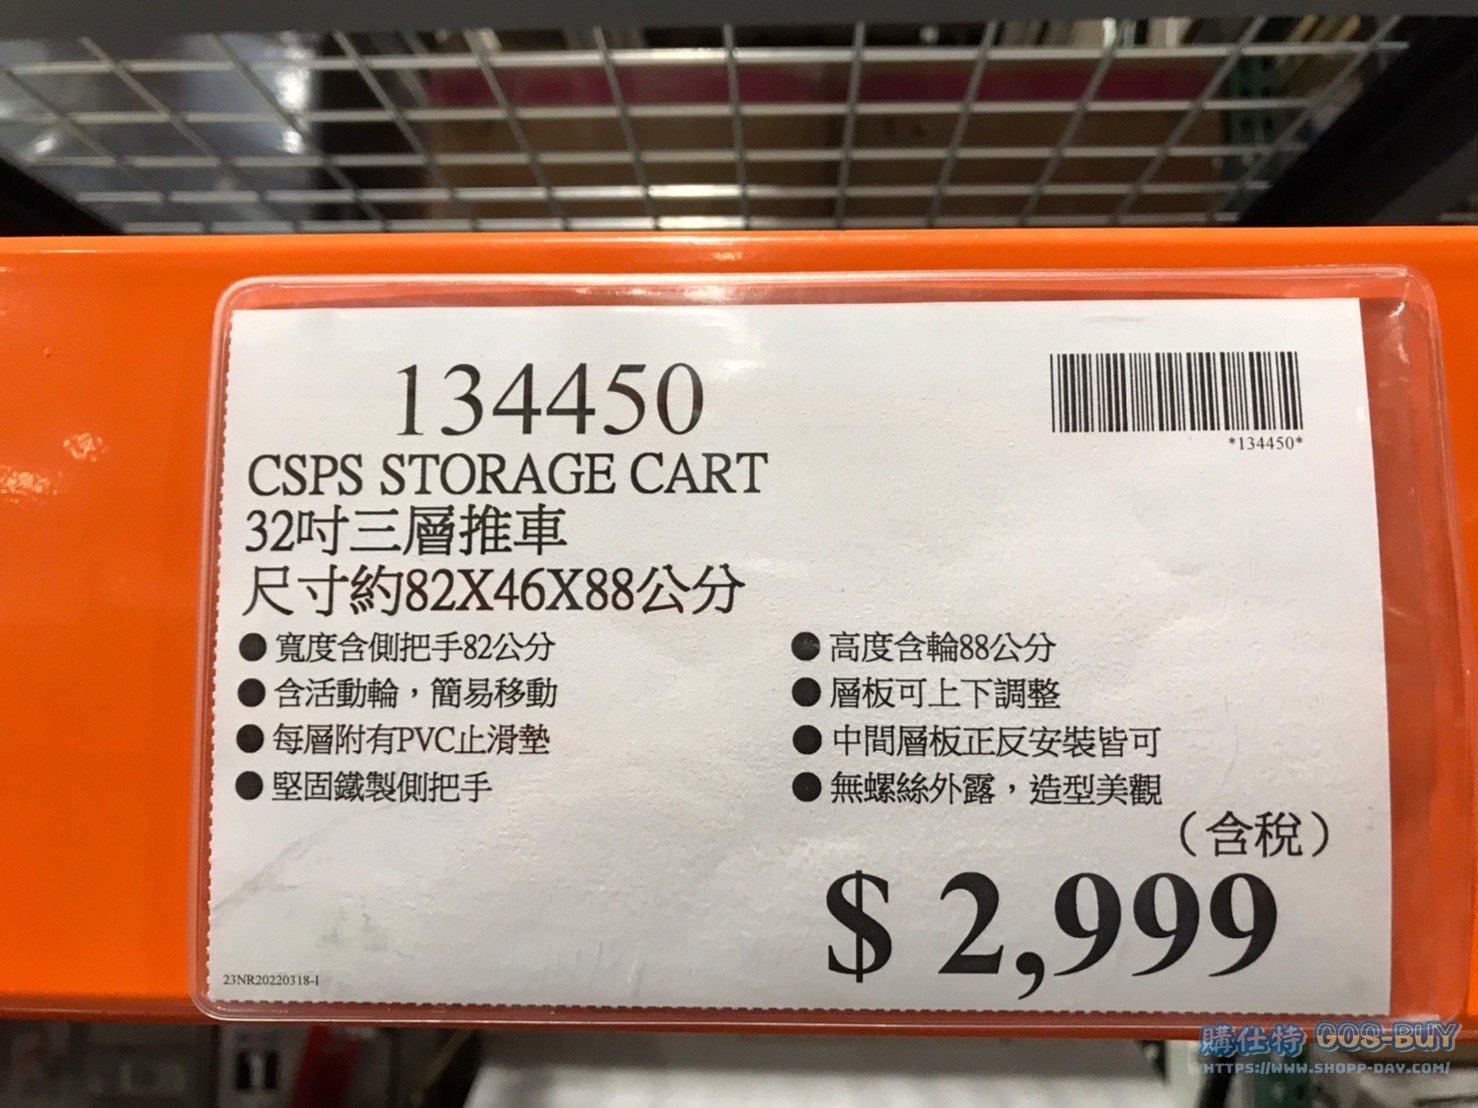 134450
*134450*
CSPS STORAGE CART
32吋三層推車
尺寸約82X46X88公分
●寬度含側把手82公分
●含活動輪，簡易移動
●每層附有PVC止滑墊
●堅固鐵製側把手
●高度含輪88公分
●層板可上下調整
●中間層板正反安裝皆可
●無螺絲外露，造型美觀
（含稅）
$ 2,999
23NR20220318-I
購仕特 GOS-BUY
HTTPS://WWW.SHOPP-DAY.COM/